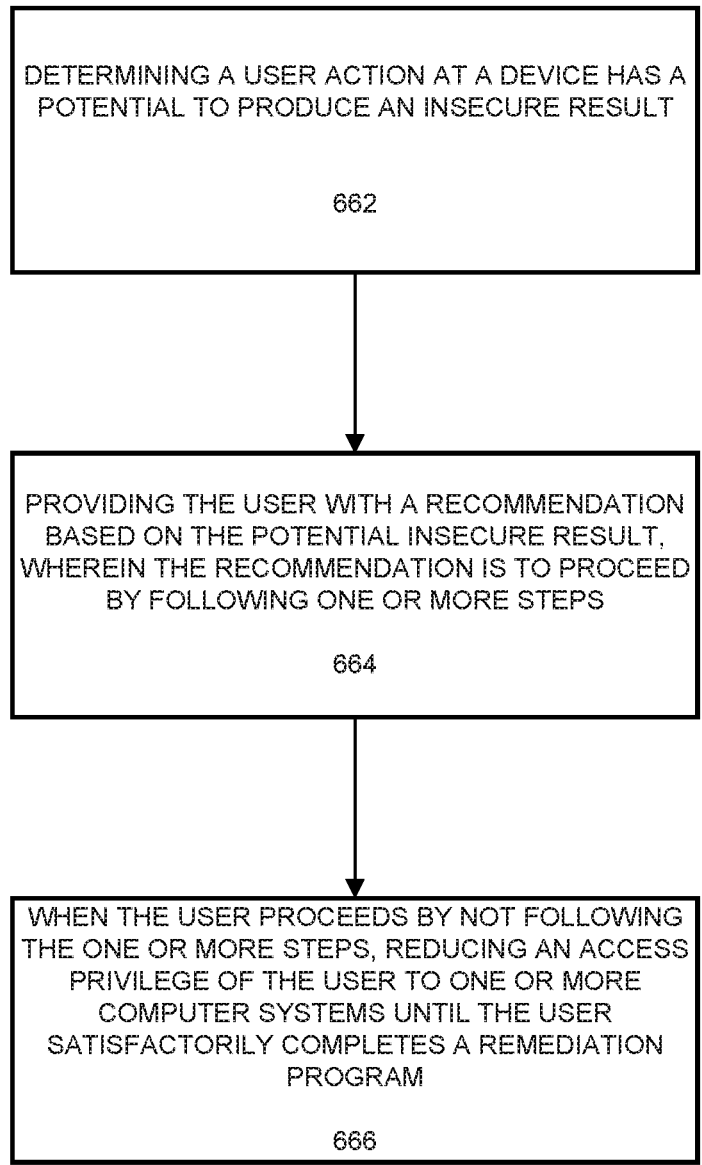 DETERMINING A USER ACTION AT A DEVICE HAS A
POTENTIAL TO PRODUCE AN INSECURE RESULT
662
PROVIDING THE USER WITH A RECOMMENDATION
BASED ON THE POTENTIAL INSECURE RESULT,
WHEREIN THE RECOMMENDATION IS TO PROCEED
BY FOLLOWING ONE OR MORE STEPS
664
WHEN THE USER PROCEEDS BY NOT FOLLOWING
THE ONE OR MORE STEPS, REDUCING AN ACCESS
PRIVILEGE OF THE USER TO ONE OR MORE
COMPUTER SYSTEMS UNTIL THE USER
SATISFACTORILY COMPLETES A REMEDIATION
PROGRAM
666